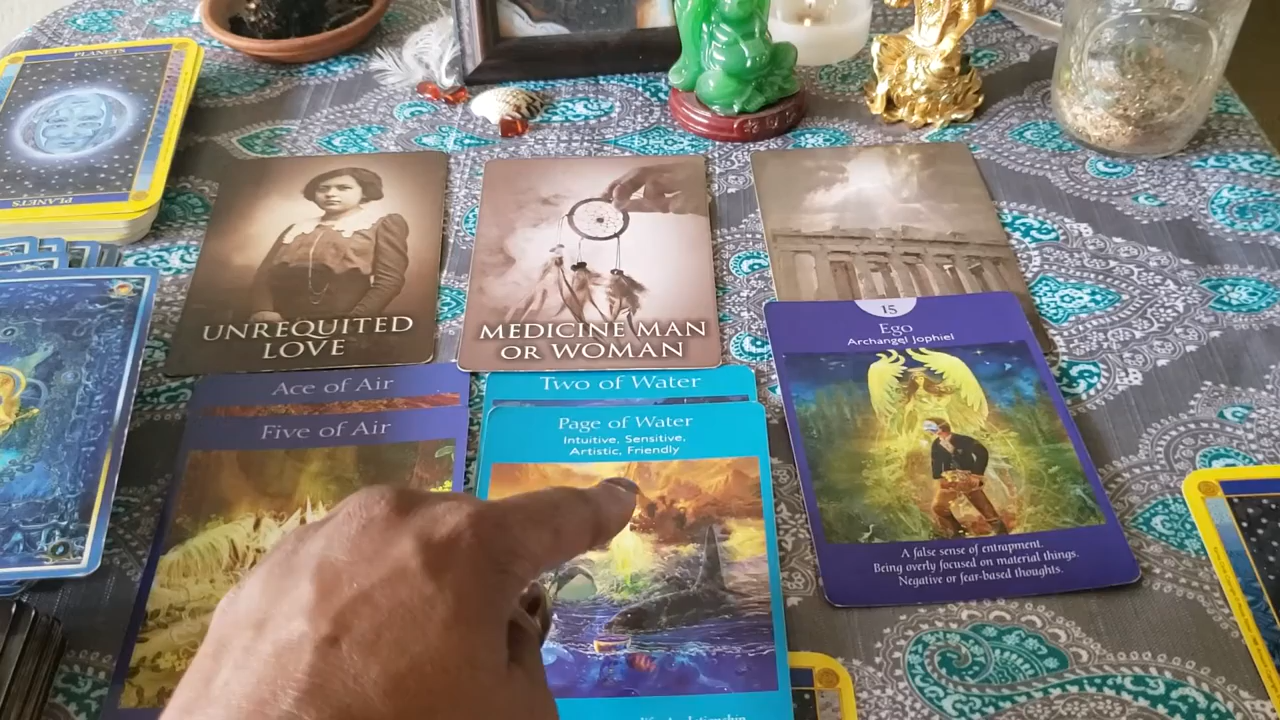 PLANETS
PLANETS
UNREQUITED
LOVE
MEDICINE MAN
OR WOMAN
Ace of Air
Five of Air
Two of Water
Page of Water
Intuitive, Sensitive,
Artistic, Friendly
15
Ego
Archangel Jophiel
A false sense of entrapment.
Being overly focused on material things.
Negative or fear-based thoughts.